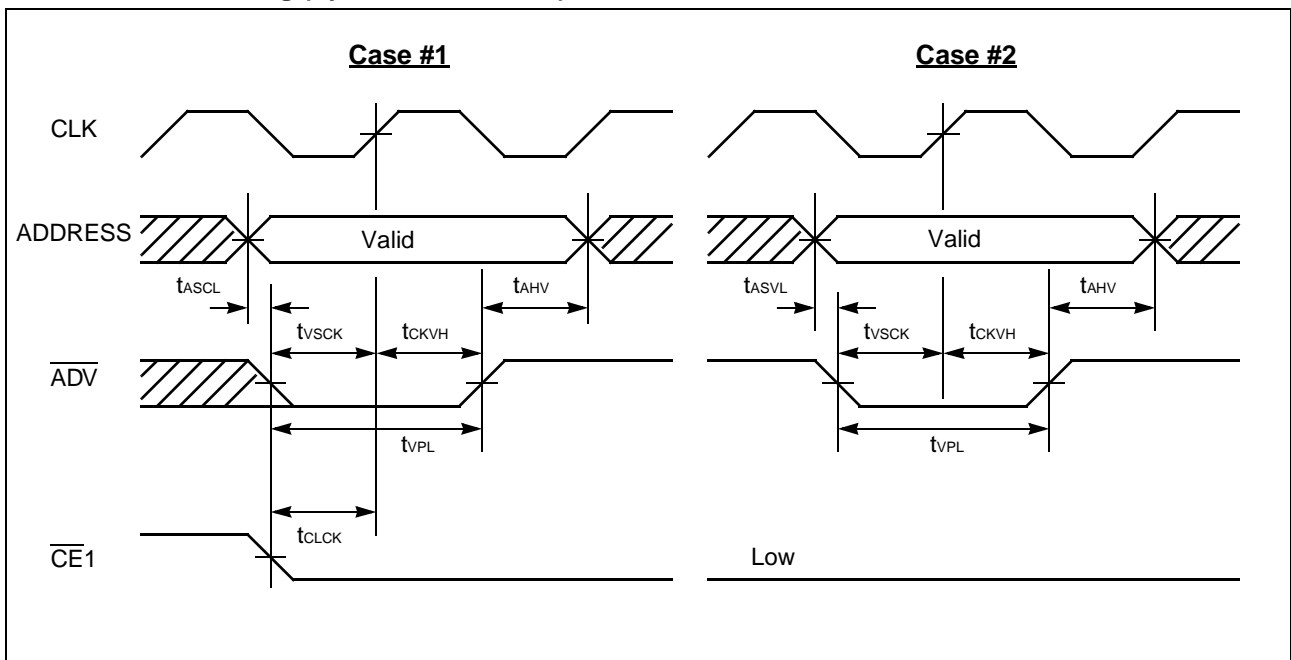 Case #1 Case #2
CLK
ADDRESS Valid Valid
tASCL tAHV tASVL tAHV
tVSCK tCKVH tVSCK tCKVH
ADV
tVPL tVPL
tCLCK
CE1 Low